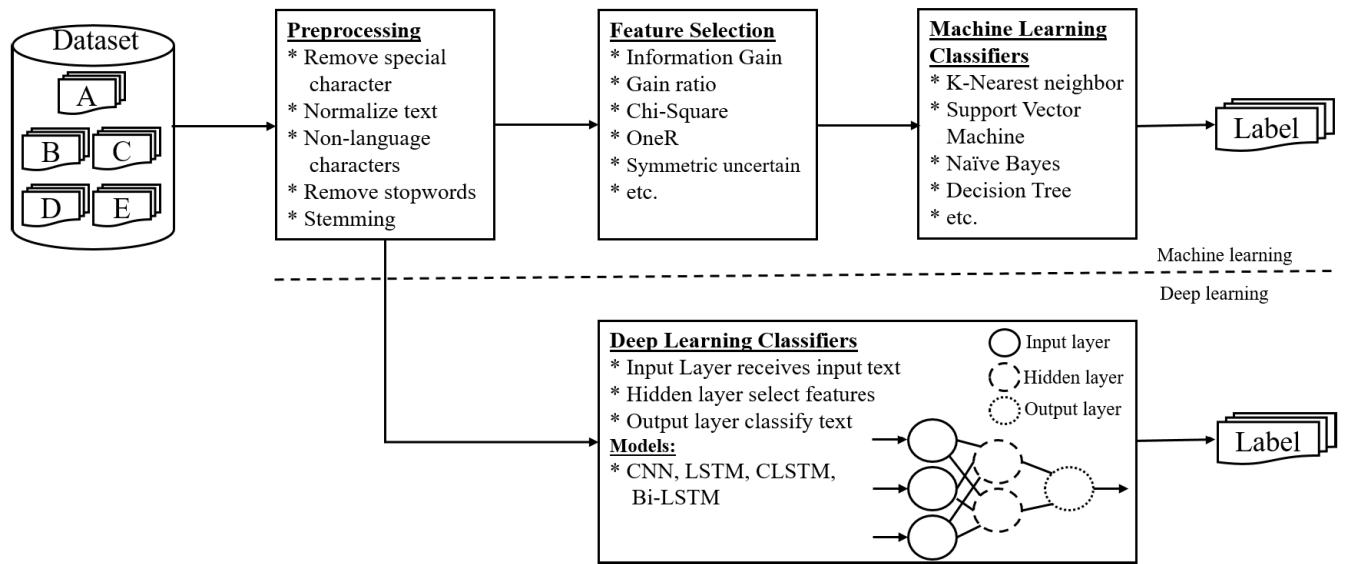 Dataset
A
B
C
D
E
Preprocessing
* Remove special
character
* Normalize text
* Non-language
characters
* Remove stopwords
* Stemming
Feature Selection
* Information Gain
* Gain ratio
* Chi-Square
* OneR
* Symmetric uncertain
* etc.
Machine Learning
Classifiers
* K-Nearest neighbor
* Support Vector
Machine
* Naïve Bayes
* Decision Tree
* etc.
Label
Machine learning
Deep learning
Deep Learning Classifiers
* Input Layer receives input text
* Hidden layer select features
* Output layer classify text
Models:
* CNN, LSTM, CLSTM,
Bi-LSTM
Input layer
Hidden layer
Output layer
Label